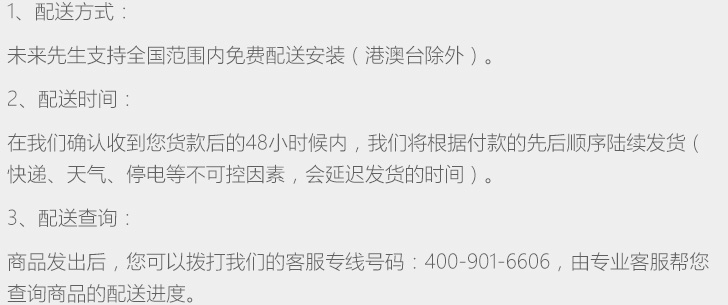 1、配送方式：
未来先生支持全国范围内免费配送安装（港澳台除外）。
2、配送时间：
在我们确认收到您货款后的48小时候内，我们将根据付款的先后顺序陆续发货（
快递、天气、停电等不可控因素，会延迟发货的时间）。
3、配送查询：
商品发出后，您可以拨打我们的客服专线号码：400-901-6606，由专业客服帮您
查询商品的配送进度。